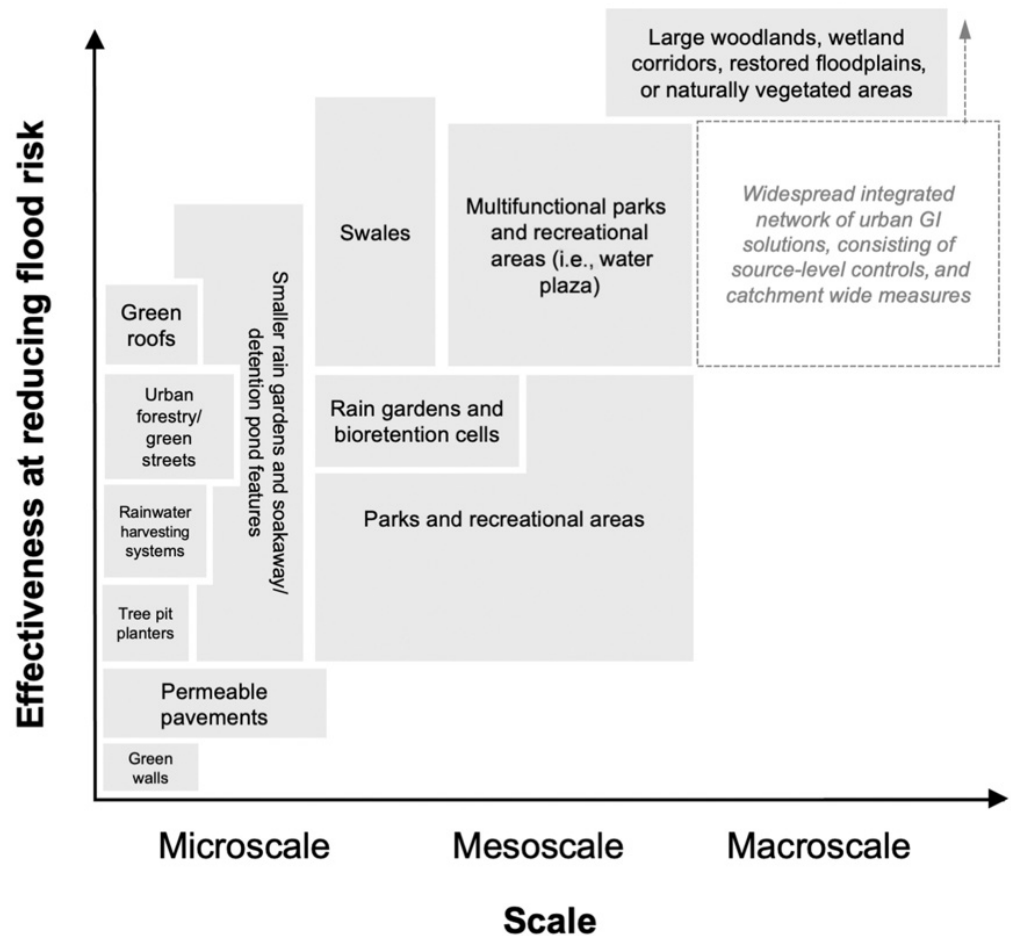 Effectiveness at reducing flood risk
Large woodlands, wetland
corridors, restored floodplains,
or naturally vegetated areas
Swales
Multifunctional parks
and recreational
areas (i.e., water
plaza)
Widespread integrated
network of urban GI
solutions, consisting of
source-level controls, and
catchment wide measures
Green
roofs
Smaller rain gardens and soakaway/
detention pond features
Urban
forestry/
green
streets
Rain gardens and
bioretention cells
Rainwater
harvesting
systems
Parks and recreational areas
Tree pit
planters
Permeable
pavements
Green
walls
Microscale
Mesoscale
Macroscale
Scale